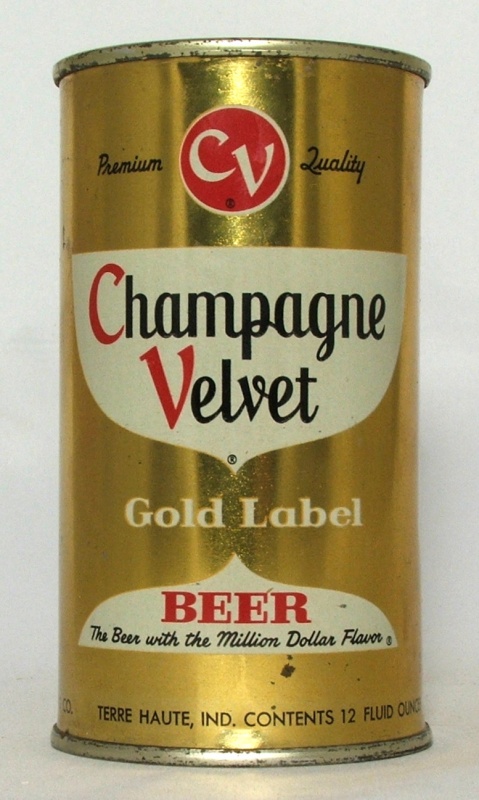 CV
®
Premium Quality
Champagne
Velvet
®
Gold Label
BEER
The Beer with the Million Dollar Flavor ®
CO. TERRE HAUTE, IND. CONTENTS 12 FLUID